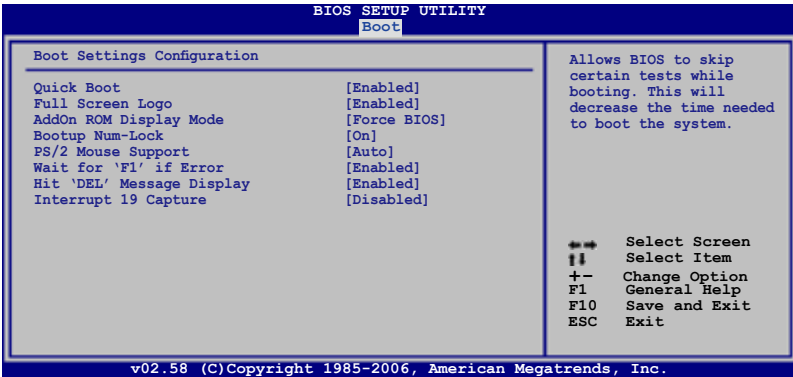 BIOS SETUP UTILITY
Boot
Boot Settings Configuration
Quick Boot [Enabled]
Full Screen Logo [Enabled]
AddOn ROM Display Mode [Force BIOS]
Bootup Num-Lock [On]
PS/2 Mouse Support [Auto]
Wait for ‘F1’ if Error [Enabled]
Hit ‘DEL’ Message Display [Enabled]
Interrupt 19 Capture [Disabled]
Allows BIOS to skip
certain tests while
booting. This will
decrease the time needed
to boot the system.
←→ Select Screen
↑↓ Select Item
+- Change Option
F1 General Help
F10 Save and Exit
ESC Exit
v02.58 (C)Copyright 1985-2006, American Megatrends, Inc.